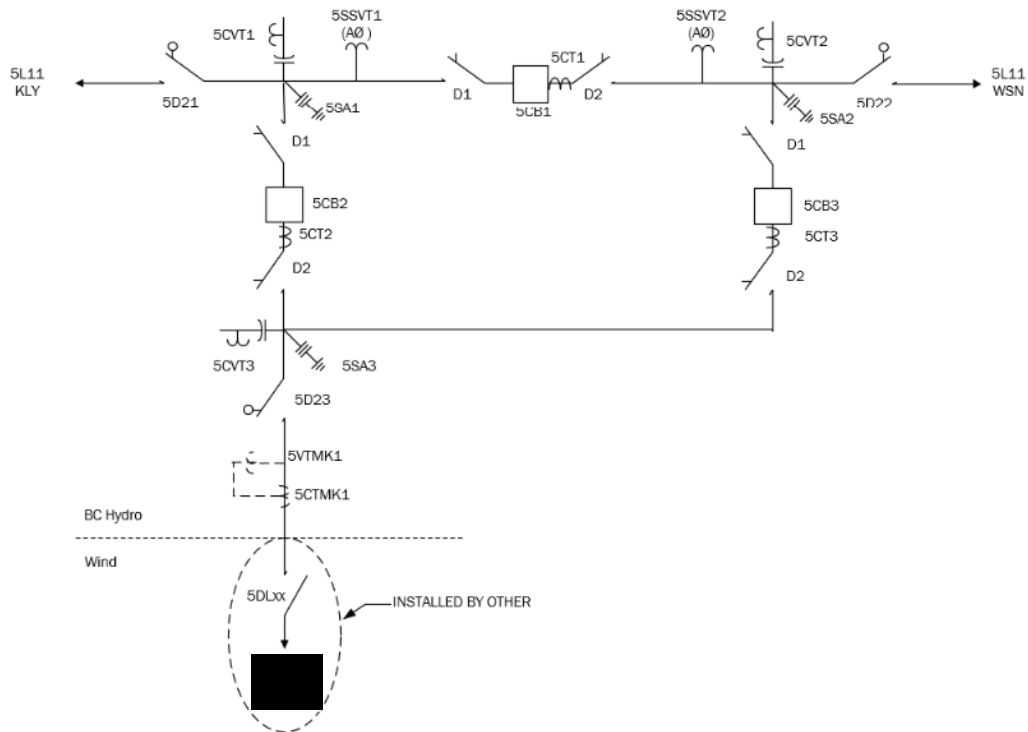 5CVT1
5SSVT1
(AØ )
5SSVT2
(AØ)
5CVT2
5CT1
5L11
KLY
5D21
5SA1
D1
5CB1
D2
5SA2
5D22
5L11
WSN
D1
D1
5CB2
5CT2
5CB3
5CT3
D2
D2
5CVT3
5SA3
5D23
5VTMK1
5CTMK1
BC Hydro
Wind
5DLxx
INSTALLED BY OTHER